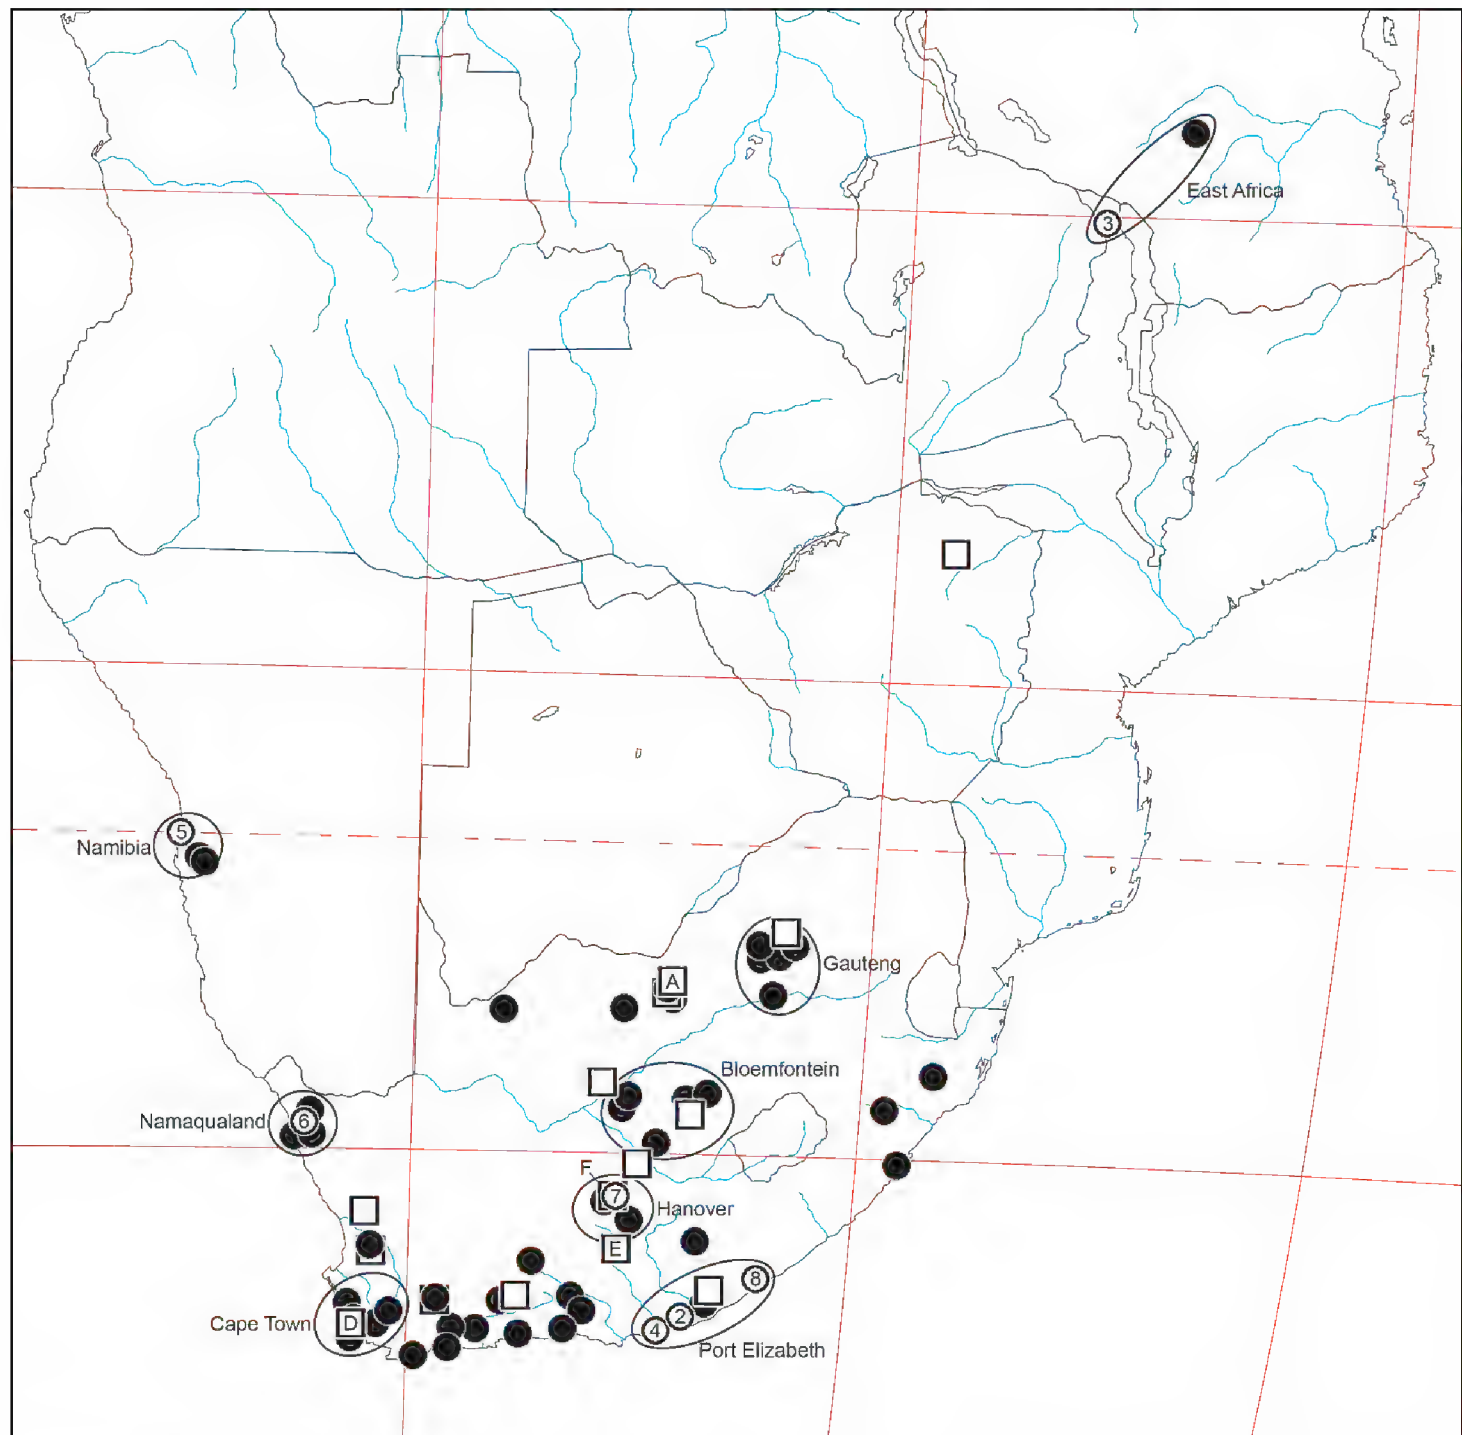 East Africa
3
5
Namibia
Gauteng
A
Bloemfontein
Namaqualand
6
F
7
Hanover
E
8
Cape Town
D
2
4
Port Elizabeth